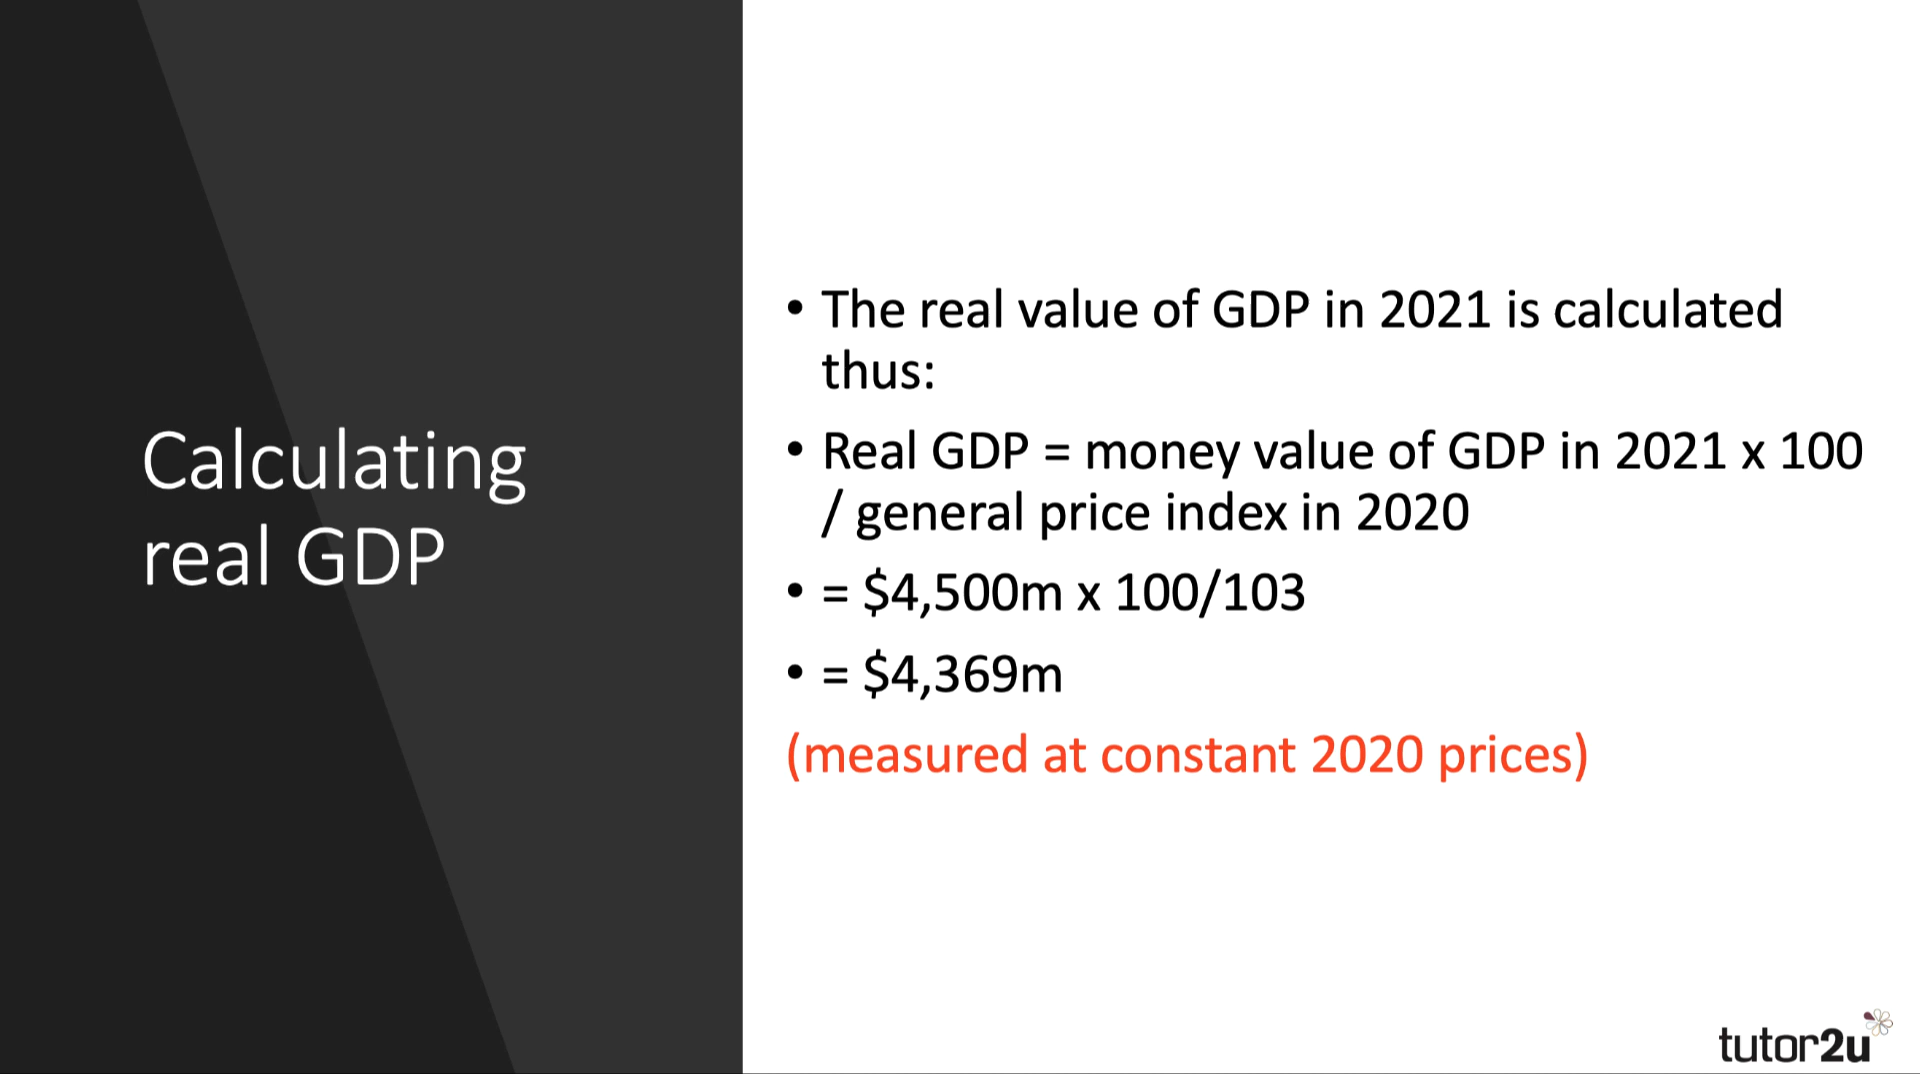 Calculating
real GDP
• The real value of GDP in 2021 is calculated
thus:
• Real GDP = money value of GDP in 2021 x 100
/ general price index in 2020
• = $4,500m x 100/103
• = $4,369m
(measured at constant 2020 prices)
tutor2u